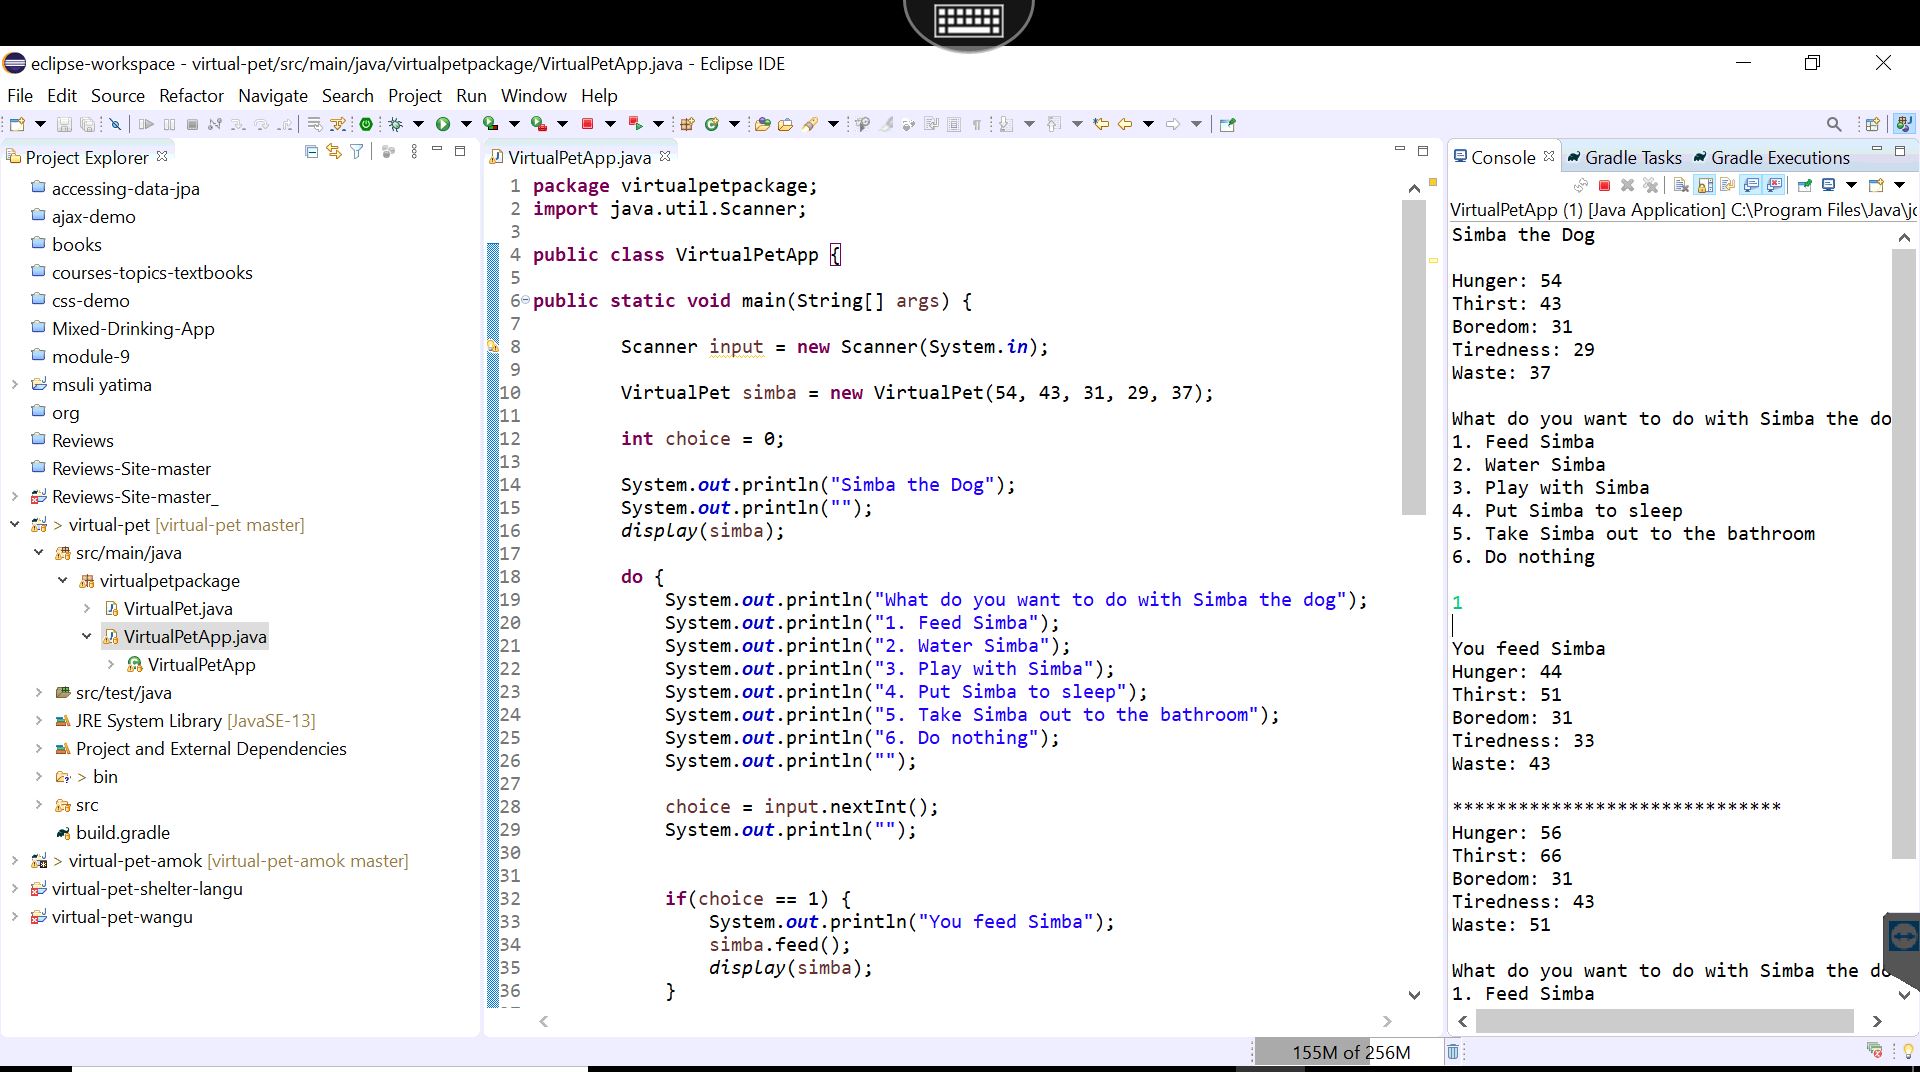 eclipse-workspace - virtual-pet/src/main/java/virtualpetpackage/VirtualPetApp.java - Eclipse IDE
File Edit Source Refactor Navigate Search Project Run Window Help
Project Explorer
accessing-data-jpa
ajax-demo
books
courses-topics-textbooks
css-demo
Mixed-Drinking-App
module-9
msuli yatima
org
Reviews
Reviews-Site-master
Reviews-Site-master_
> virtual-pet [virtual-pet master]
src/main/java
virtualpetpackage
VirtualPet.java
VirtualPetApp.java
VirtualPetApp
src/test/java
JRE System Library [JavaSE-13]
Project and External Dependencies
> bin
src
build.gradle
> virtual-pet-amok [virtual-pet-amok master]
virtual-pet-shelter-langu
virtual-pet-wangu
VirtualPetApp.java
1 package virtualpetpackage;
2 import java.util.Scanner;
3
4 public class VirtualPetApp {
5
6 public static void main(String[] args) {
7
8 Scanner input = new Scanner(System.in);
9
10 VirtualPet simba = new VirtualPet(54, 43, 31, 29, 37);
11
12 int choice = 0;
13
14 System.out.println("Simba the Dog");
15 System.out.println("");
16 display(simba);
17
18 do {
19 System.out.println("What do you want to do with Simba the dog");
20 System.out.println("1. Feed Simba");
21 System.out.println("2. Water Simba");
22 System.out.println("3. Play with Simba");
23 System.out.println("4. Put Simba to sleep");
24 System.out.println("5. Take Simba out to the bathroom");
25 System.out.println("6. Do nothing");
26 System.out.println("");
27
28 choice = input.nextInt();
29 System.out.println("");
30
31
32 if(choice == 1) {
33 System.out.println("You feed Simba");
34 simba.feed();
35 display(simba);
36 }
Console Gradle Tasks Gradle Executions
VirtualPetApp (1) [Java Application] C:\Program Files\Java\
Simba the Dog
Hunger: 54
Thirst: 43
Boredom: 31
Tiredness: 29
Waste: 37
What do you want to do with Simba the do
1. Feed Simba
2. Water Simba
3. Play with Simba
4. Put Simba to sleep
5. Take Simba out to the bathroom
6. Do nothing
1
You feed Simba
Hunger: 44
Thirst: 51
Boredom: 31
Tiredness: 33
Waste: 43
******************************
Hunger: 56
Thirst: 66
Boredom: 31
Tiredness: 43
Waste: 51
What do you want to do with Simba the do
1. Feed Simba
155M of 256M